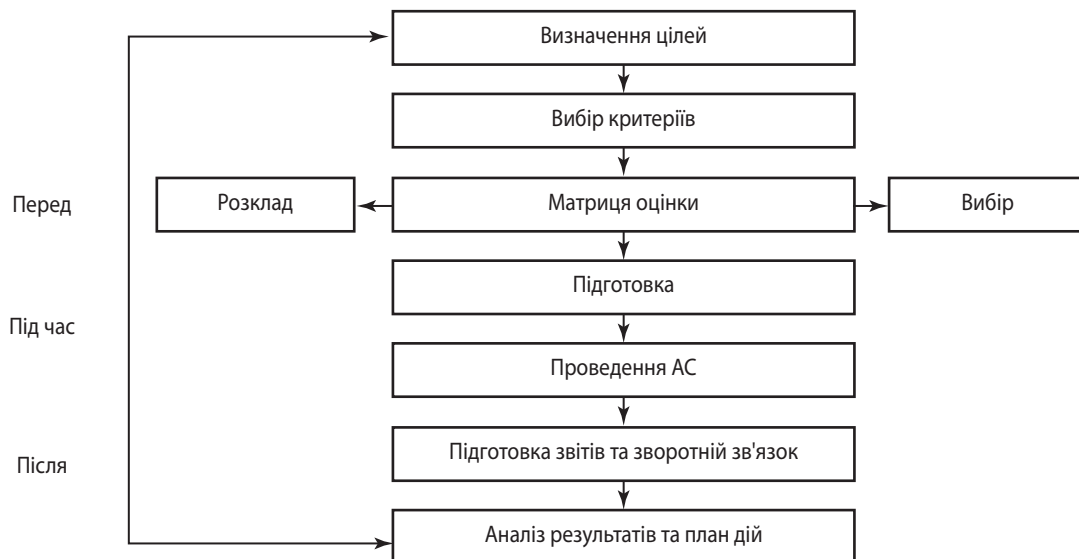 Визначення цілей
Вибір критеріїв
Перед
Розклад
Матриця оцінки
Вибір
Підготовка
Під час
Проведення АС
Підготовка звітів та зворотній зв'язок
Після
Аналіз результатів та план дій